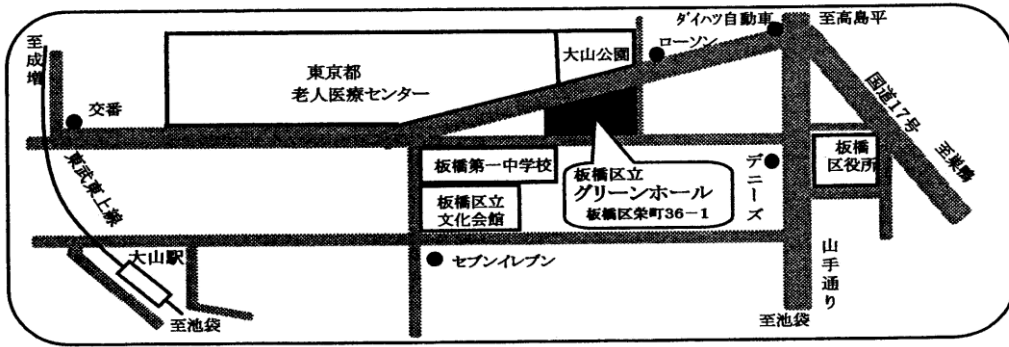 至成増
交番
東京都
老人医療センター
大山公園
ローソン
ダイハツ自動車
至高島平
国道17号
至巣鴨
東武東上線
板橋第一中学校
板橋区立
文化会館
板橋区立
グリーンホール
板橋区栄町36-1
デニーズ
板橋
区役所
大山駅
至池袋
セブンイレブン
山手通り
至池袋